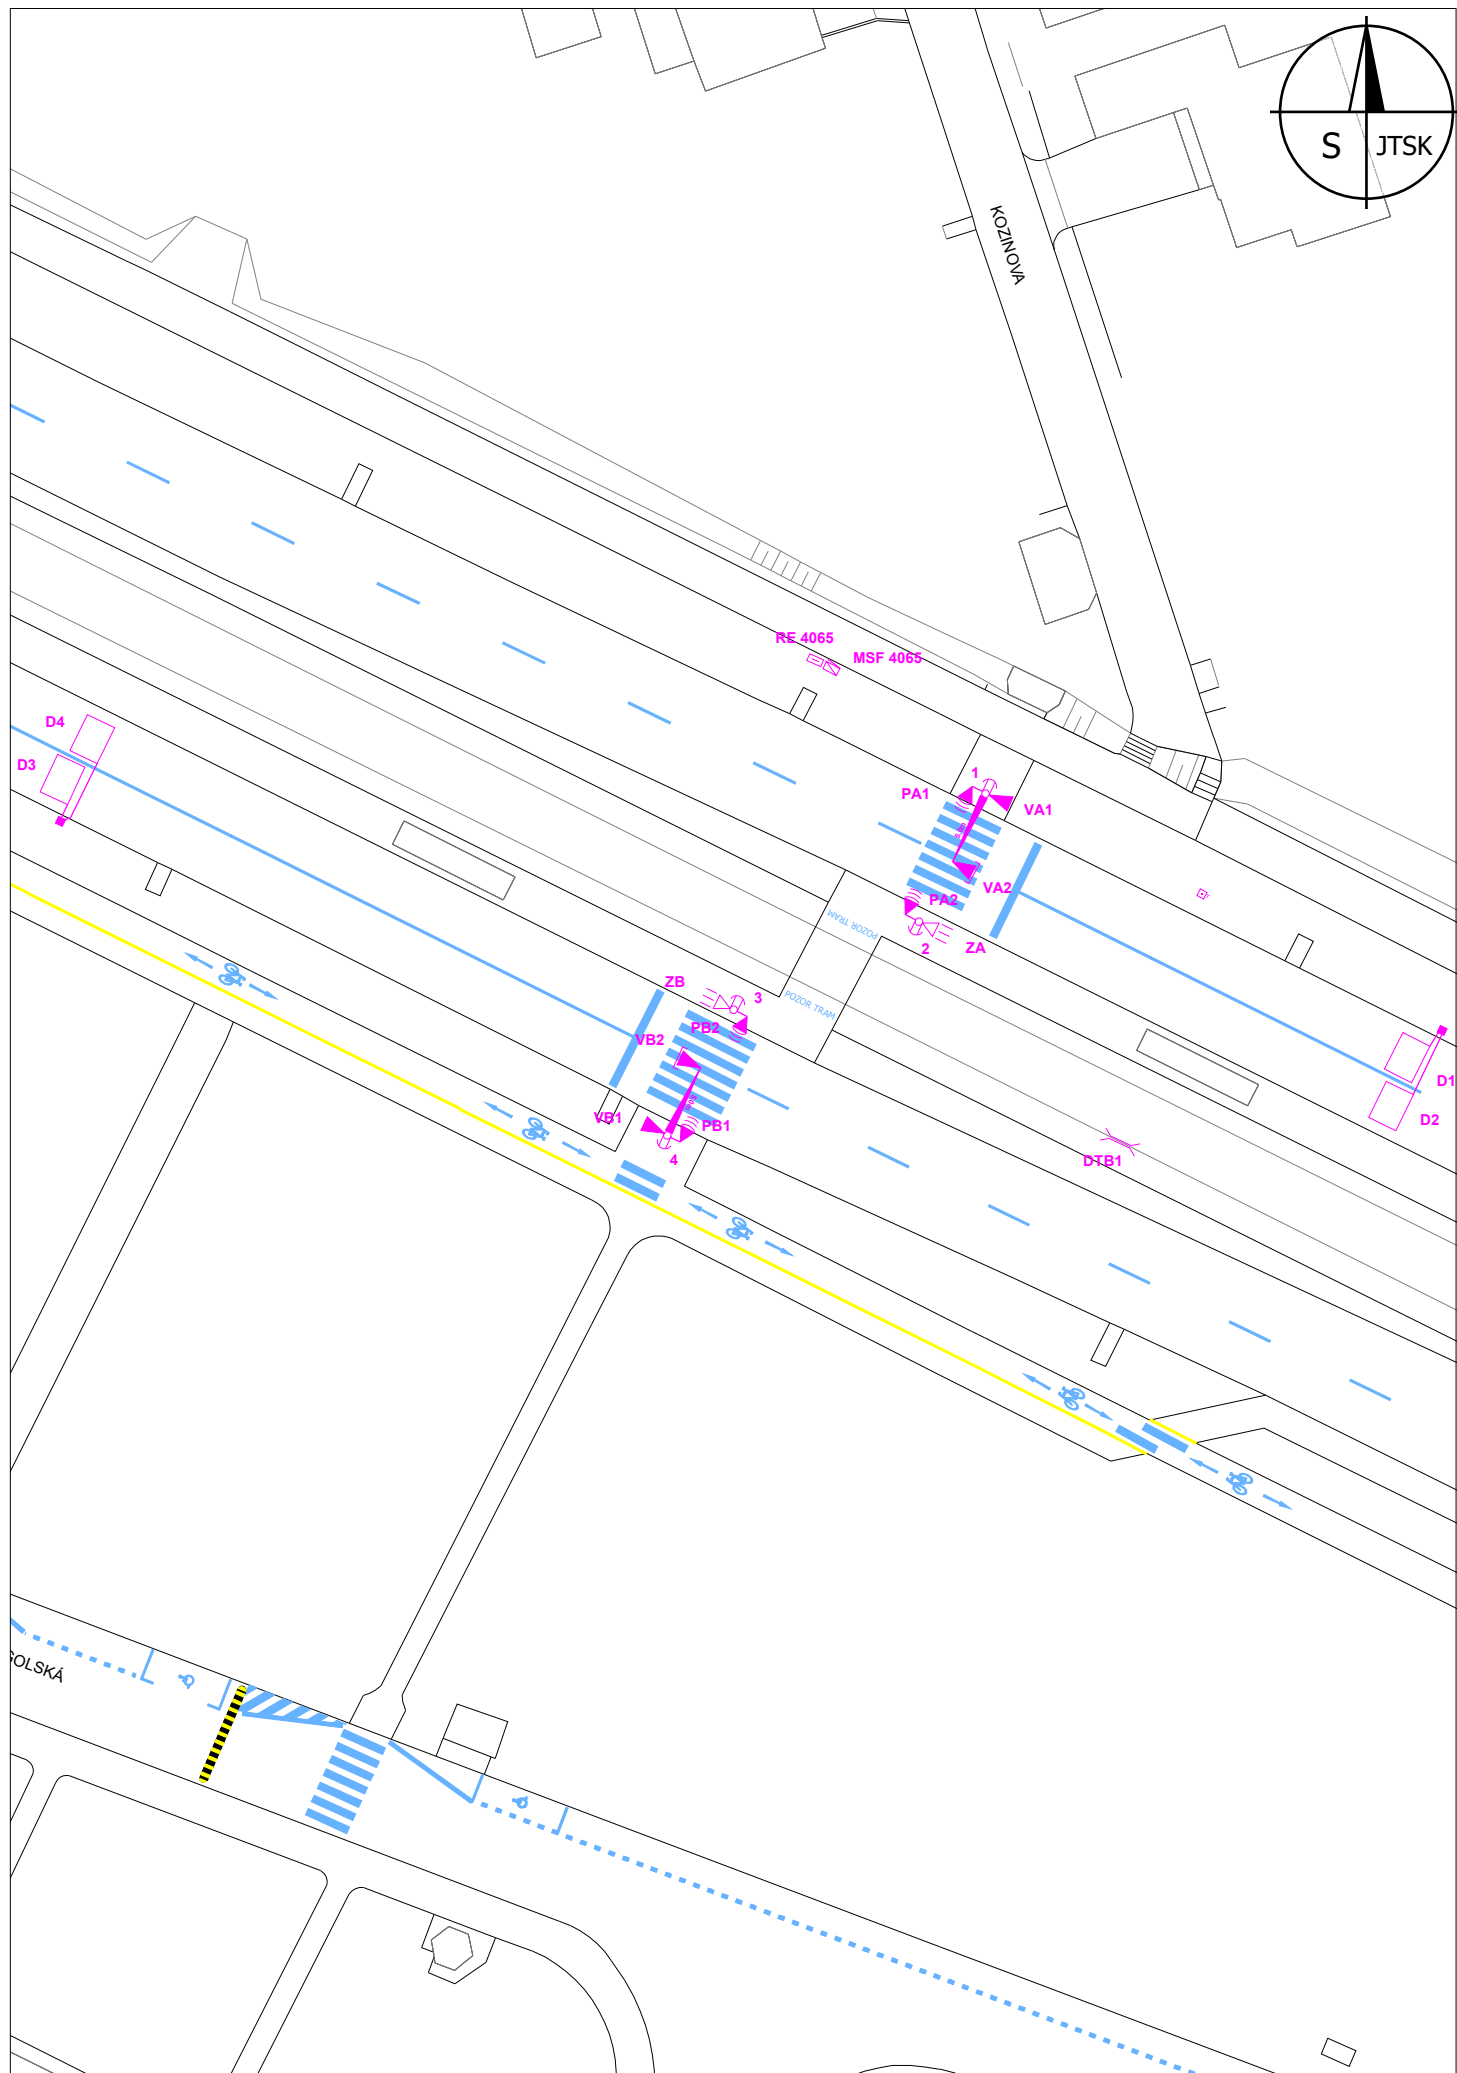 S
JTSK
KOZINOVA
RE 4065
MSF 4065
D4
D3
1
PA1
VA1
VA2
PA2
2
ZA
POZOR TRAM
POZOR TRAM
ZB
3
PB2
VB2
VB1
PB1
4
D1
D2
DTB1
GOLSKÁ